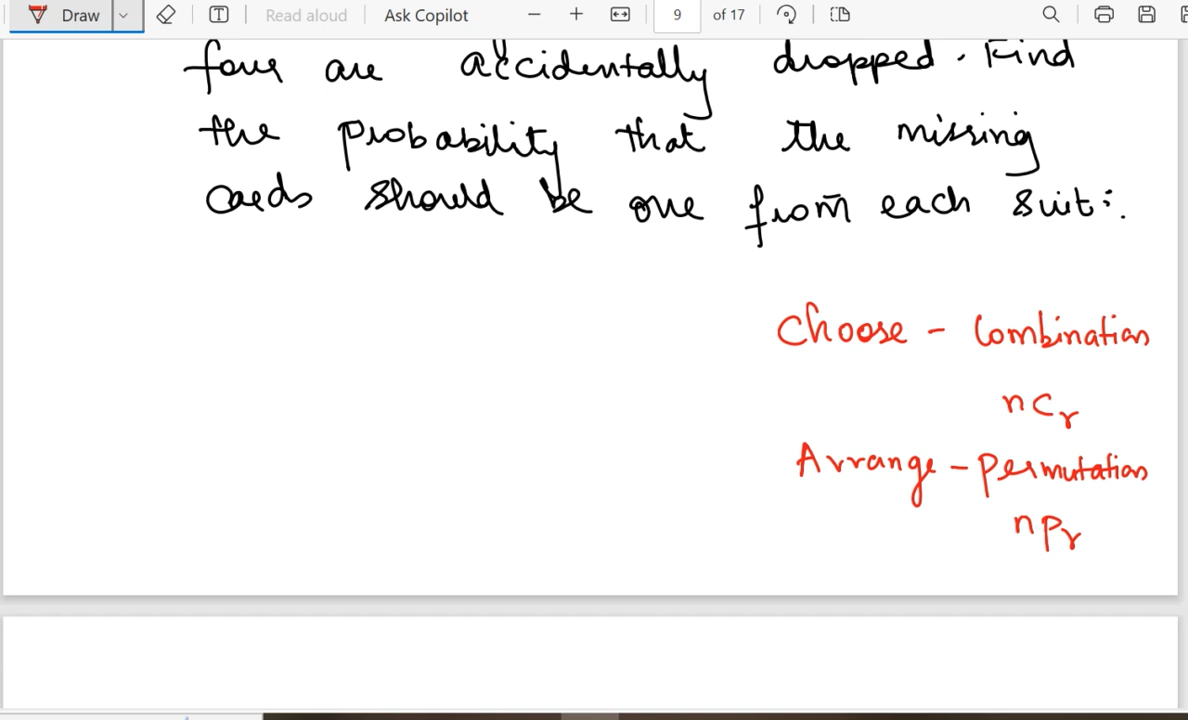 Draw
Read aloud
Ask Copilot
9
of 17
four are accidentally dropped. Find
the probability that the missing
cards should be one from each suit:.
Choose - Combination
nCr
Arrange - permutation
nPr